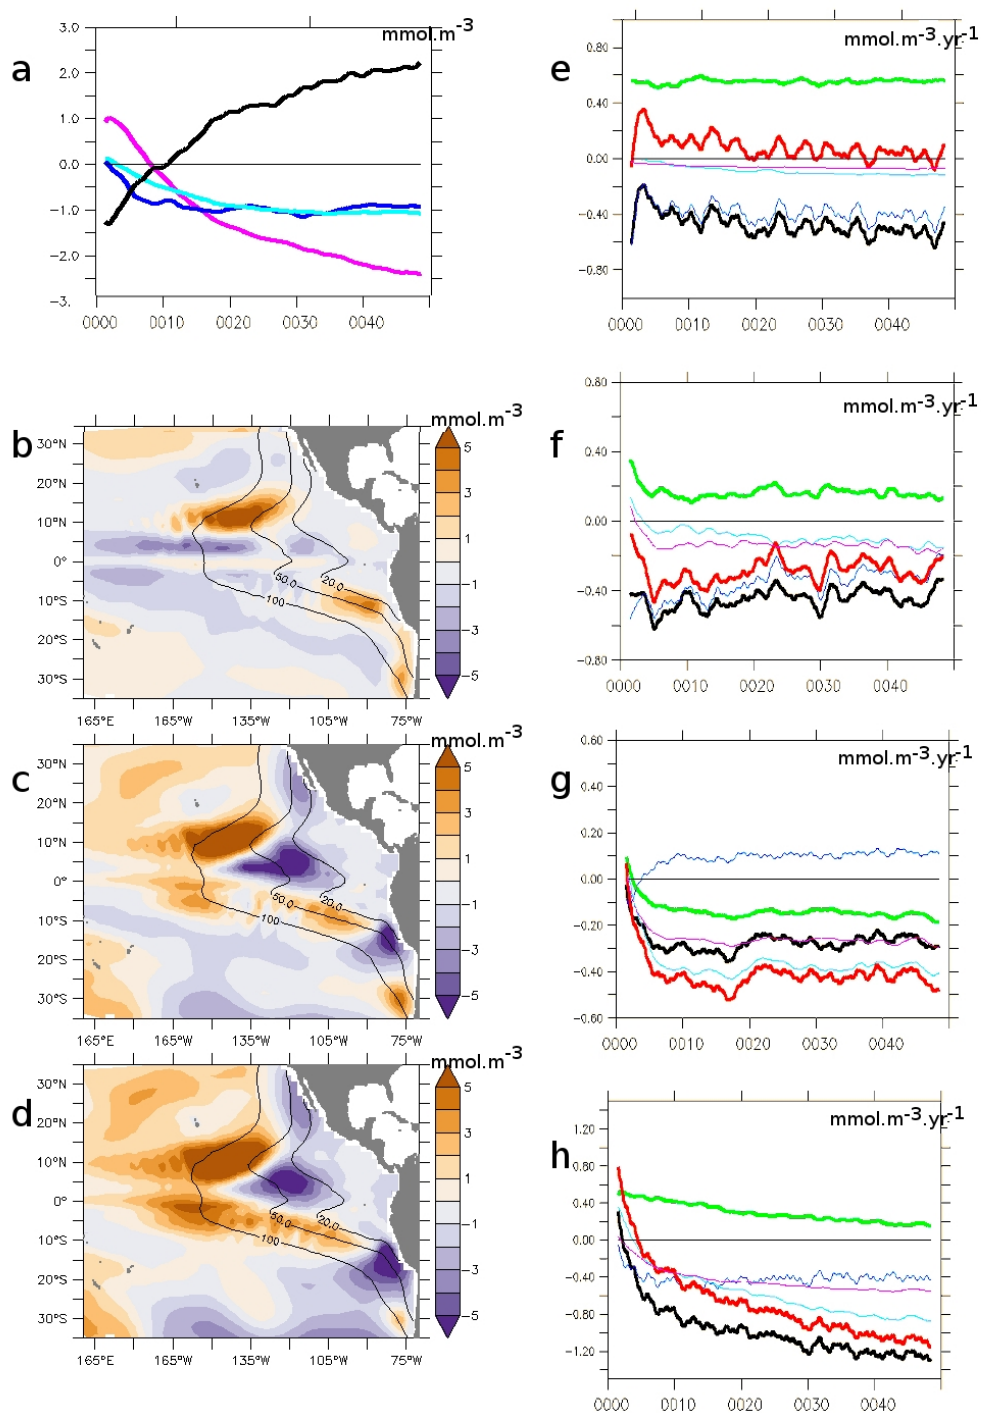 a
mmol.m-3
3.0
2.0
1.0
0.0
−1.0
−2.0
−3.
0000 0010 0020 0030 0040
e
mmol.m-3.yr-1
0.80
0.40
0.00
−0.40
−0.80
0000 0010 0020 0030 0040
f
mmol.m-3.yr-1
0.80
0.40
0.00
−0.40
−0.80
0000 0010 0020 0030 0040
b
mmol.m-3
30°N
20°N
10°N
0°
10°S
20°S
30°S
50.0
20.0
100
5
3
1
−1
−3
−5
165°E 165°W 135°W 105°W 75°W
c
mmol.m-3
30°N
20°N
10°N
0°
10°S
20°S
30°S
50.0
20.0
100
5
3
1
−1
−3
−5
165°E 165°W 135°W 105°W 75°W
g
mmol.m-3.yr-1
0.60
0.40
0.20
0.00
−0.20
−0.40
−0.60
0000 0010 0020 0030 0040
d
mmol.m-3
30°N
20°N
10°N
0°
10°S
20°S
30°S
50.0
20.0
100
5
3
1
−1
−3
−5
165°E 165°W 135°W 105°W 75°W
h
mmol.m-3.yr-1
1.20
0.80
0.40
0.00
−0.40
−0.80
−1.20
0000 0010 0020 0030 0040